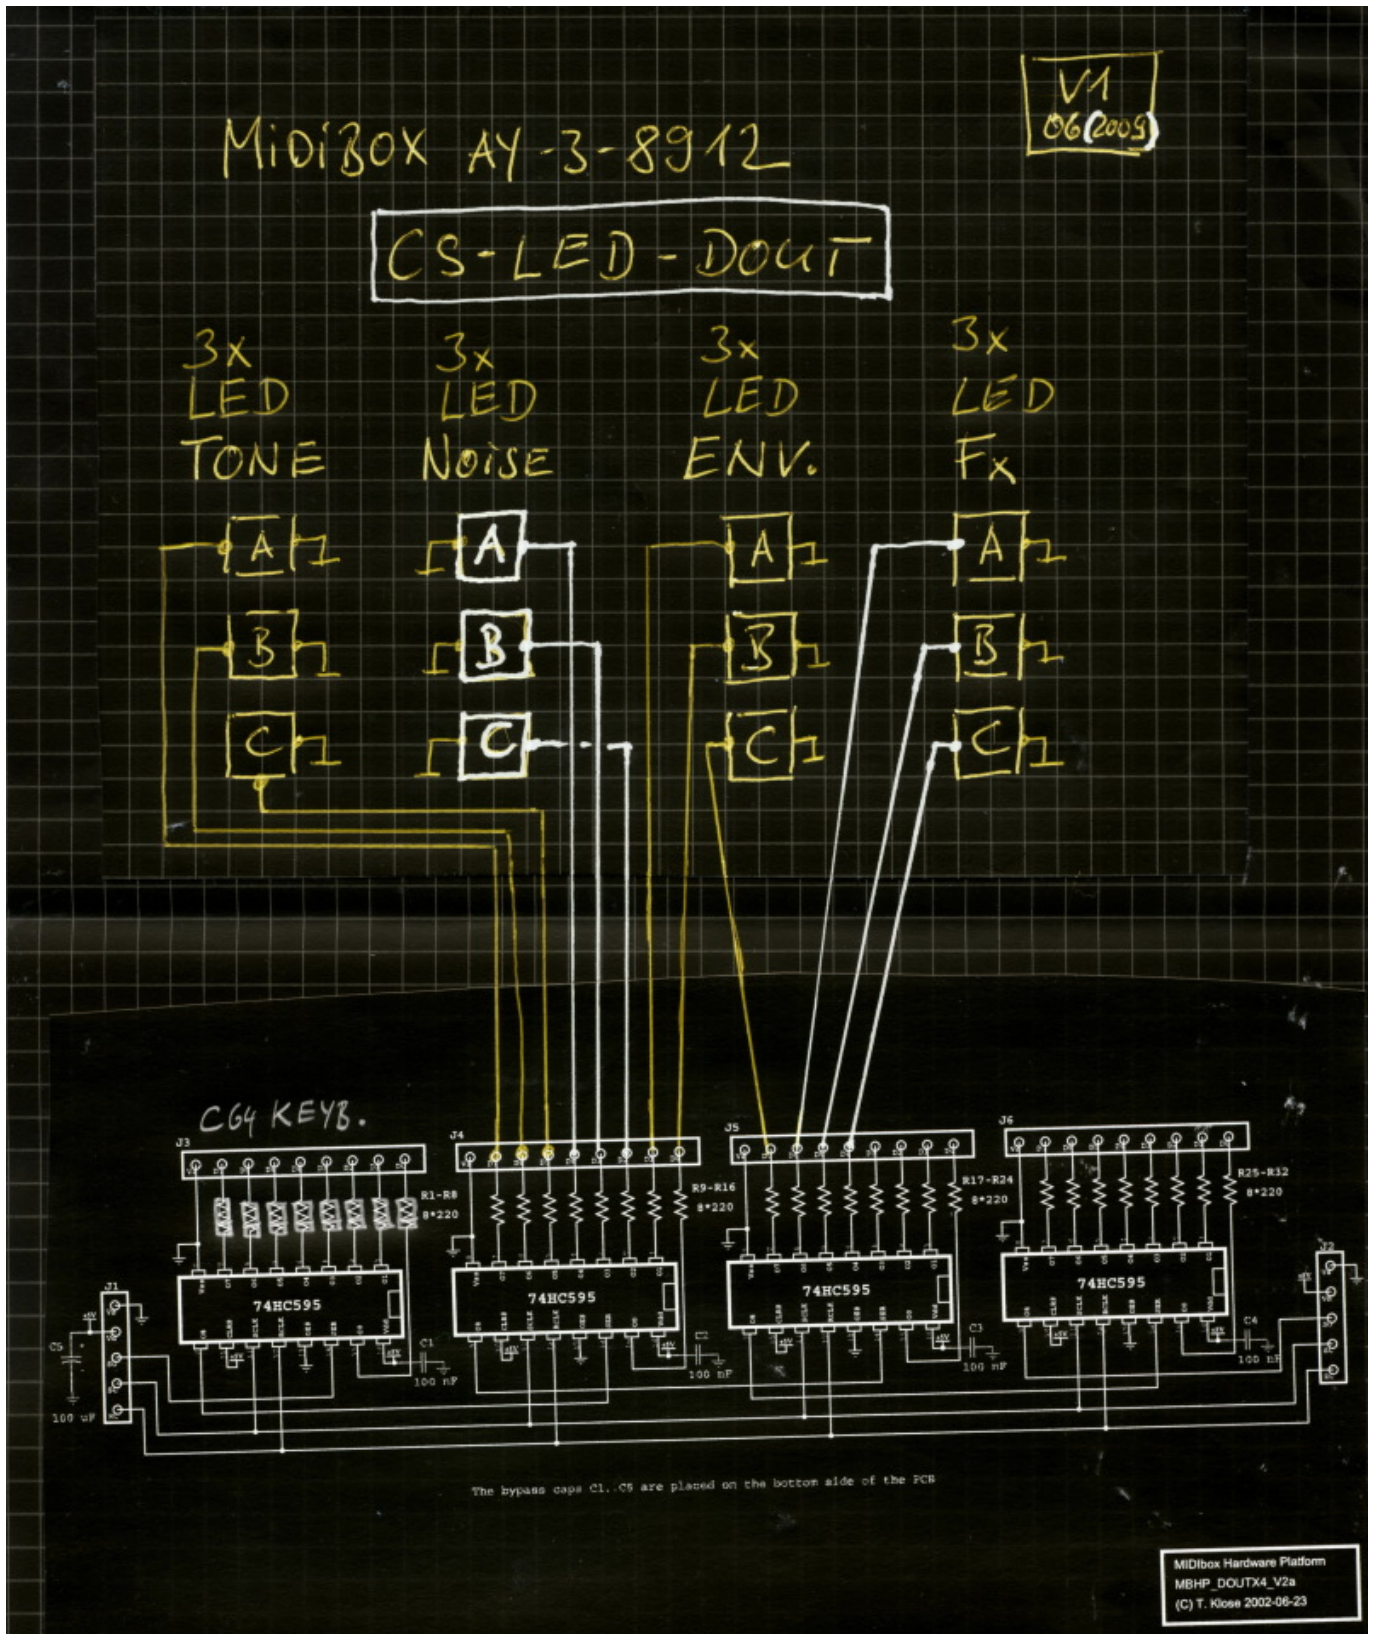 V1
06(2009)
MiDiBOX AY-3-8912
CS-LED-DOUT
3x
LED
TONE
3x
LED
NOiSE
3x
LED
ENV.
3x
LED
Fx
A
A
A
A
B
B
B
B
C
C
C
C
C64 KEYB.
J3
J4
J5
J6
R1-R8
8*220
R9-R16
8*220
R17-R24
8*220
R25-R32
8*220
74HC595
74HC595
74HC595
74HC595
J1
J2
C5
100 uF
C1
100 nF
C2
100 nF
C3
100 nF
C4
100 nF
The bypass caps C1..C5 are placed on the bottom side of the PCB
MIDIbox Hardware Platform
MBHP_DOUTX4_V2a
(C) T. Klose 2002-06-23